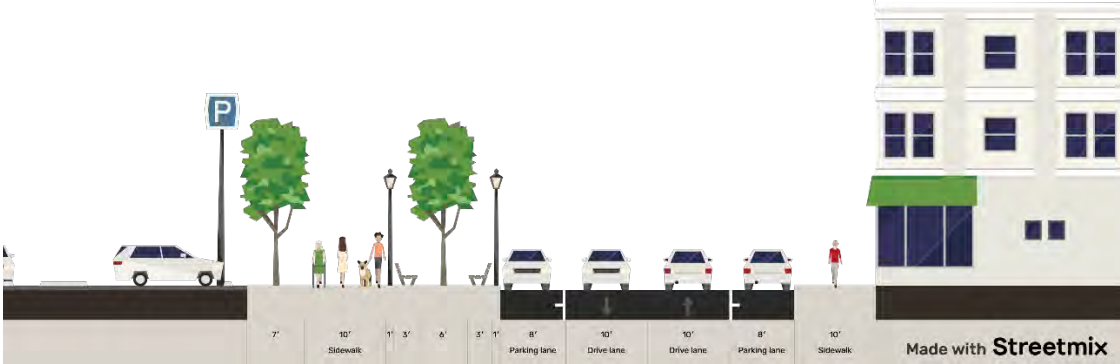 P
7' 10' 1' 3' 6' 3' 1' 8' 10' 10' 8' 10'
Sidewalk Parking lane Drive lane Drive lane Parking lane Sidewalk
Made with Streetmix